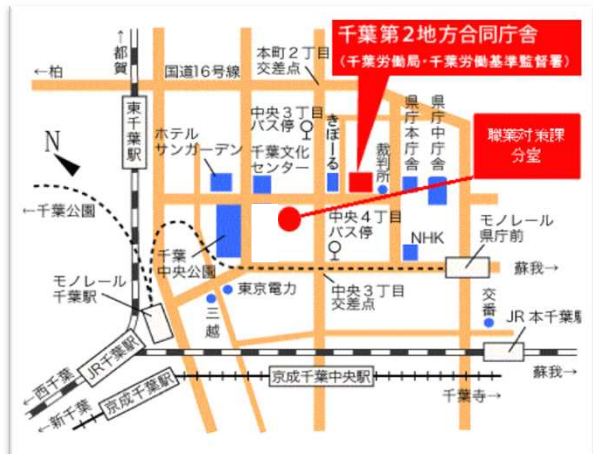 千葉第2地方合同庁舎
(千葉労働局・千葉労働基準監督署)
↑都賀
本町2丁目
交差点
←柏
国道16号線
東千葉駅
中央3丁目
バス停
きぼーる
県庁本庁舎
県庁中庁舎
職業対策課
分室
N
ホテル
サンガーデン
千葉文化
センター
裁判所
←千葉公園
中央4丁目
バス停
モノレール
県庁前
NHK
千葉
中央公園
蘇我→
モノレール
千葉駅
東京電力
中央3丁目
交差点
三越
交番
JR千葉駅
JR 本千葉駅
←西千葉
京成千葉中央駅
蘇我→
京成千葉駅
←新千葉
千葉寺→